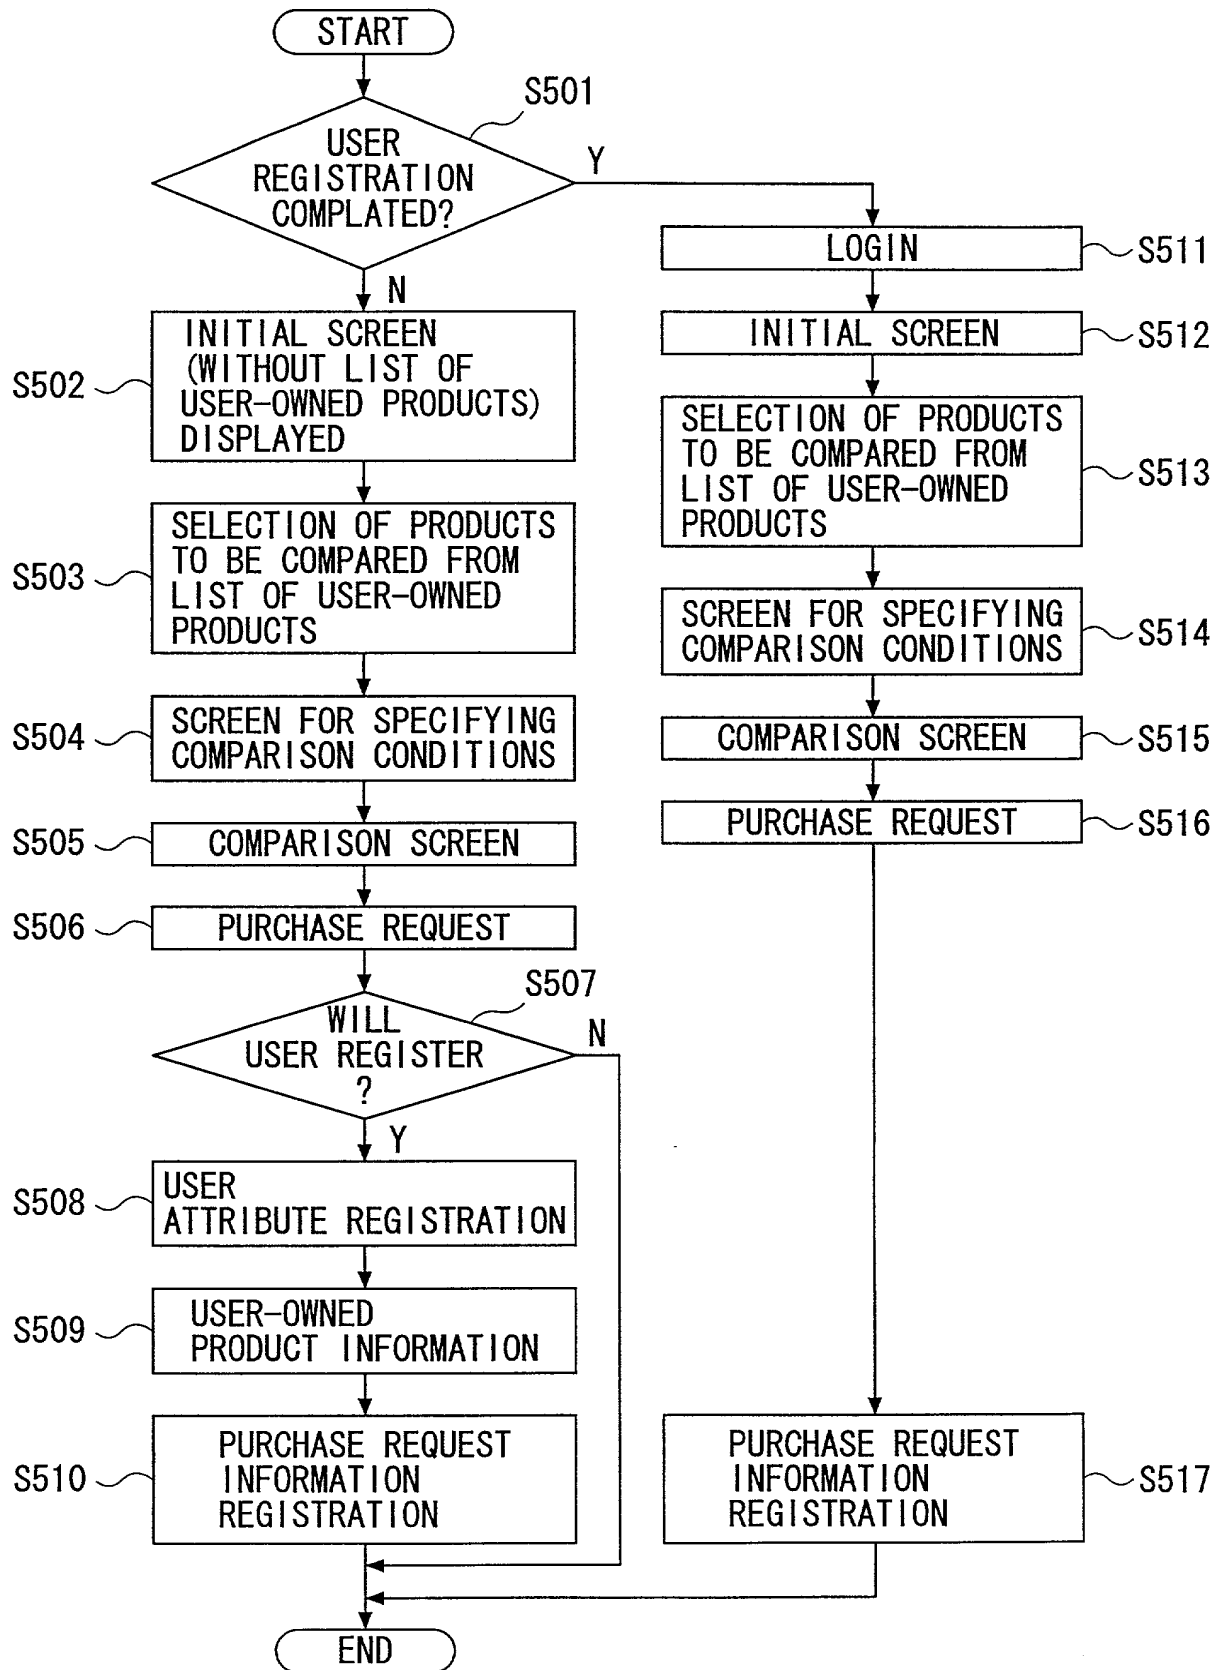 START
S501
USER
REGISTRATION
COMPLATED?
Y
N
S502
INITIAL SCREEN
(WITHOUT LIST OF
USER-OWNED PRODUCTS)
DISPLAYED
S503
SELECTION OF PRODUCTS
TO BE COMPARED FROM
LIST OF USER-OWNED
PRODUCTS
S504
SCREEN FOR SPECIFYING
COMPARISON CONDITIONS
S505
COMPARISON SCREEN
S506
PURCHASE REQUEST
S507
WILL
USER REGISTER
?
N
Y
S508
USER
ATTRIBUTE REGISTRATION
S509
USER-OWNED
PRODUCT INFORMATION
S510
PURCHASE REQUEST
INFORMATION
REGISTRATION
LOGIN
S511
INITIAL SCREEN
S512
SELECTION OF PRODUCTS
TO BE COMPARED FROM
LIST OF USER-OWNED
PRODUCTS
S513
SCREEN FOR SPECIFYING
COMPARISON CONDITIONS
S514
COMPARISON SCREEN
S515
PURCHASE REQUEST
S516
PURCHASE REQUEST
INFORMATION
REGISTRATION
S517
END